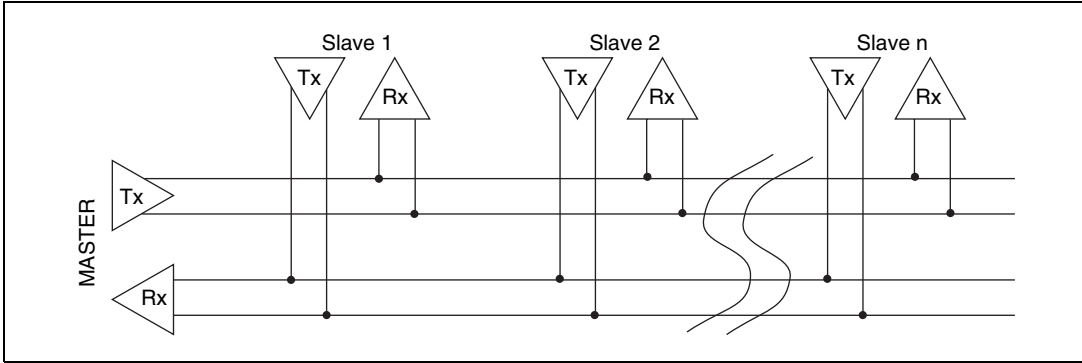 Slave 1
Slave 2
Slave n
Tx
Rx
Tx
Rx
Tx
Rx
MASTER
Tx
Rx